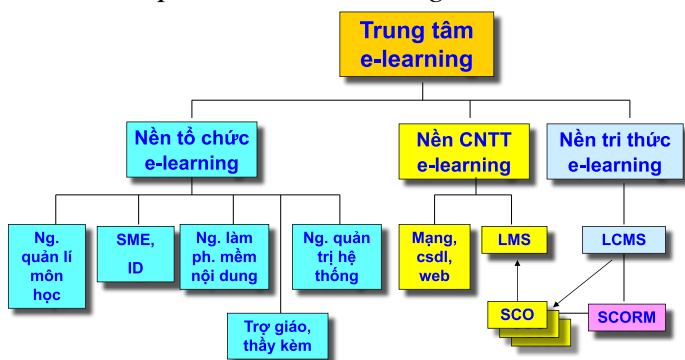 Trung tâm
e-learning
Nền tổ chức
e-learning
Nền CNTT
e-learning
Nền tri thức
e-learning
Ng.
quản lí
môn
học
SME,
ID
Ng. làm
ph. mềm
nội dung
Ng. quản
trị hệ
thống
Mạng,
csdl,
web
LMS
LCMS
Trợ giáo,
thầy kèm
SCO
SCORM